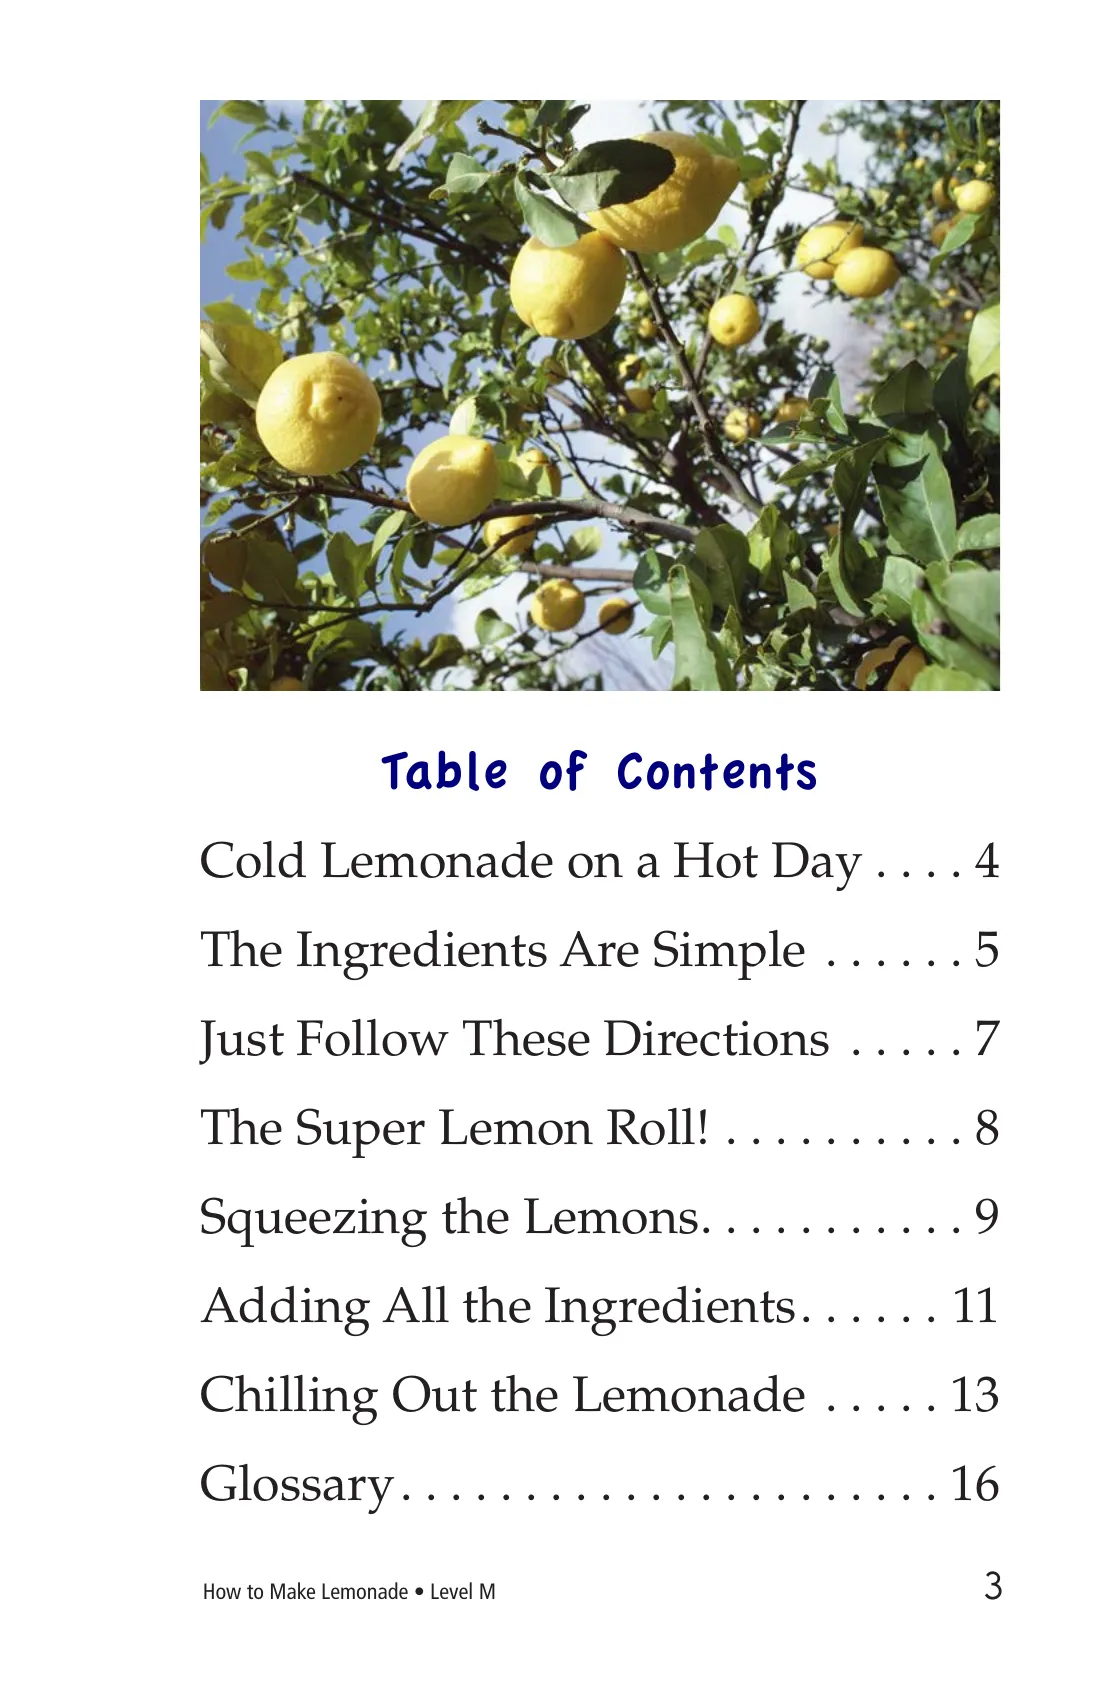 Table of Contents
Cold Lemonade on a Hot Day . . . . 4
The Ingredients Are Simple . . . . . . 5
Just Follow These Directions . . . . . 7
The Super Lemon Roll! . . . . . . . . . . 8
Squeezing the Lemons. . . . . . . . . . . 9
Adding All the Ingredients. . . . . . 11
Chilling Out the Lemonade . . . . . 13
Glossary. . . . . . . . . . . . . . . . . . . . . . 16
How to Make Lemonade • Level M 3